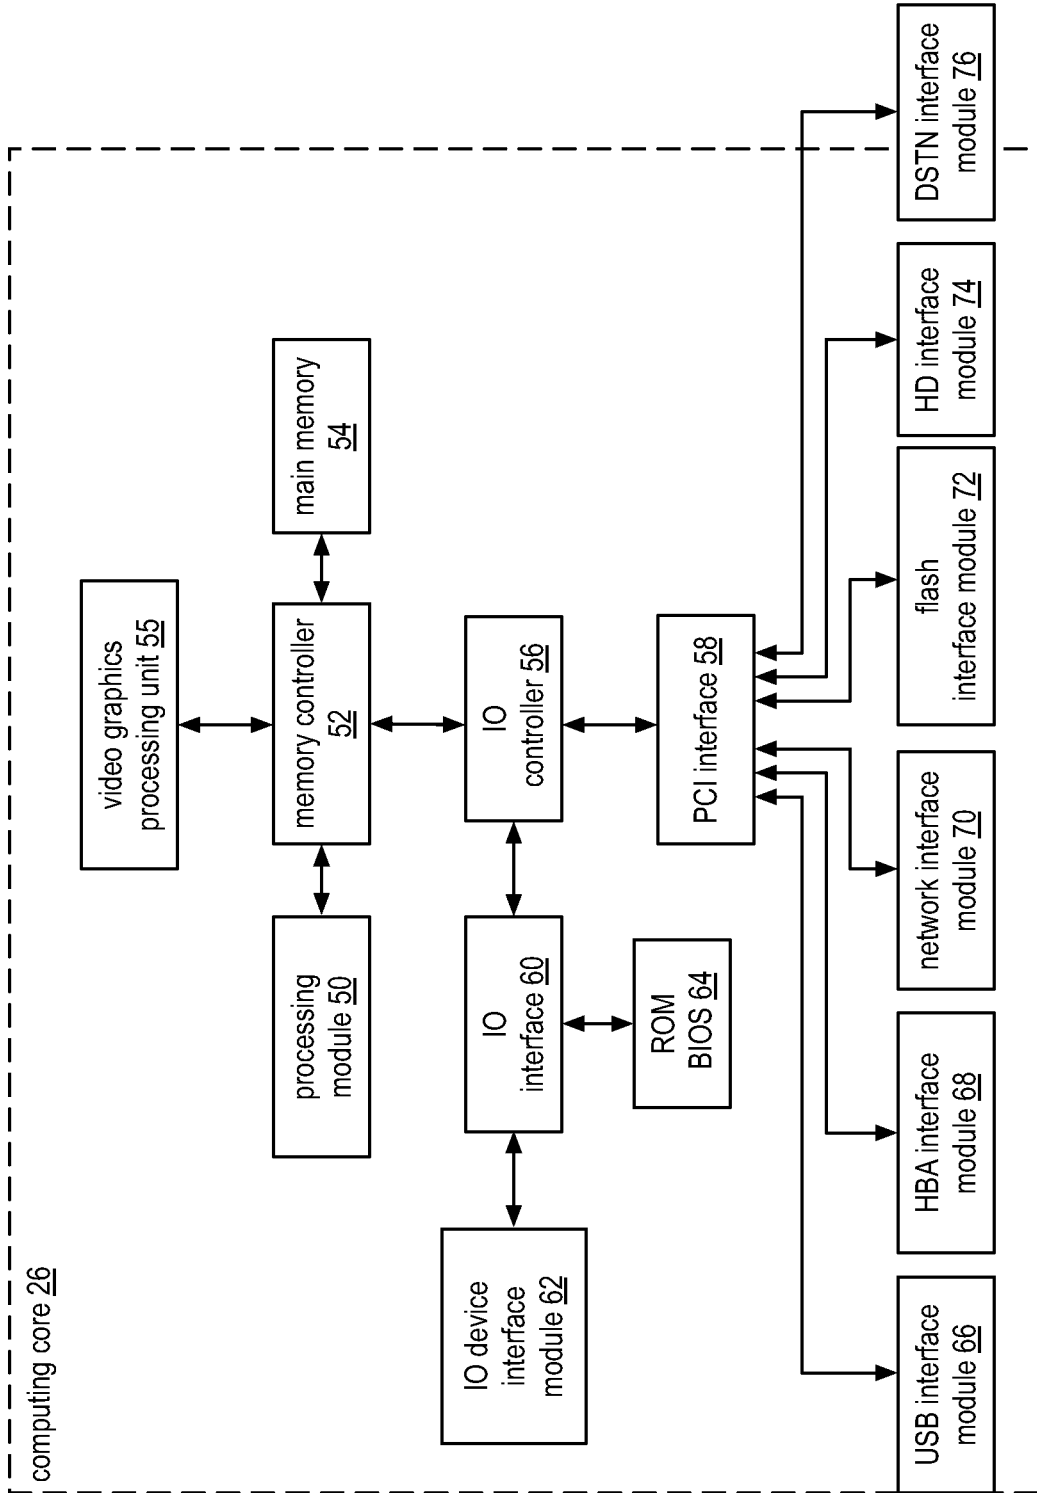 computing core 26
video graphics
processing unit 55
processing
module 50
memory controller
52
main memory
54
IO device
interface
module 62
IO
interface 60
IO
controller 56
ROM
BIOS 64
PCI interface 58
USB interface
module 66
HBA interface
module 68
network interface
module 70
flash
interface module 72
HD interface
module 74
DSTN interface
module 76